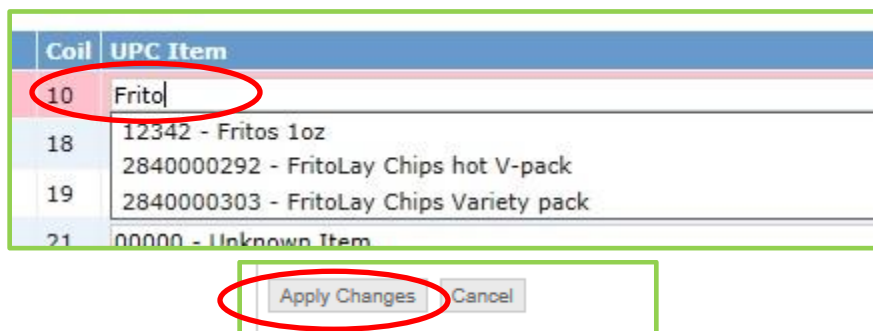 Coil UPC Item
10 Frito
12342 - Fritos 1oz
18
2840000292 - FritoLay Chips hot V-pack
19
2840000303 - FritoLay Chips Variety pack
21 00000 - Unknown Item
Apply Changes Cancel